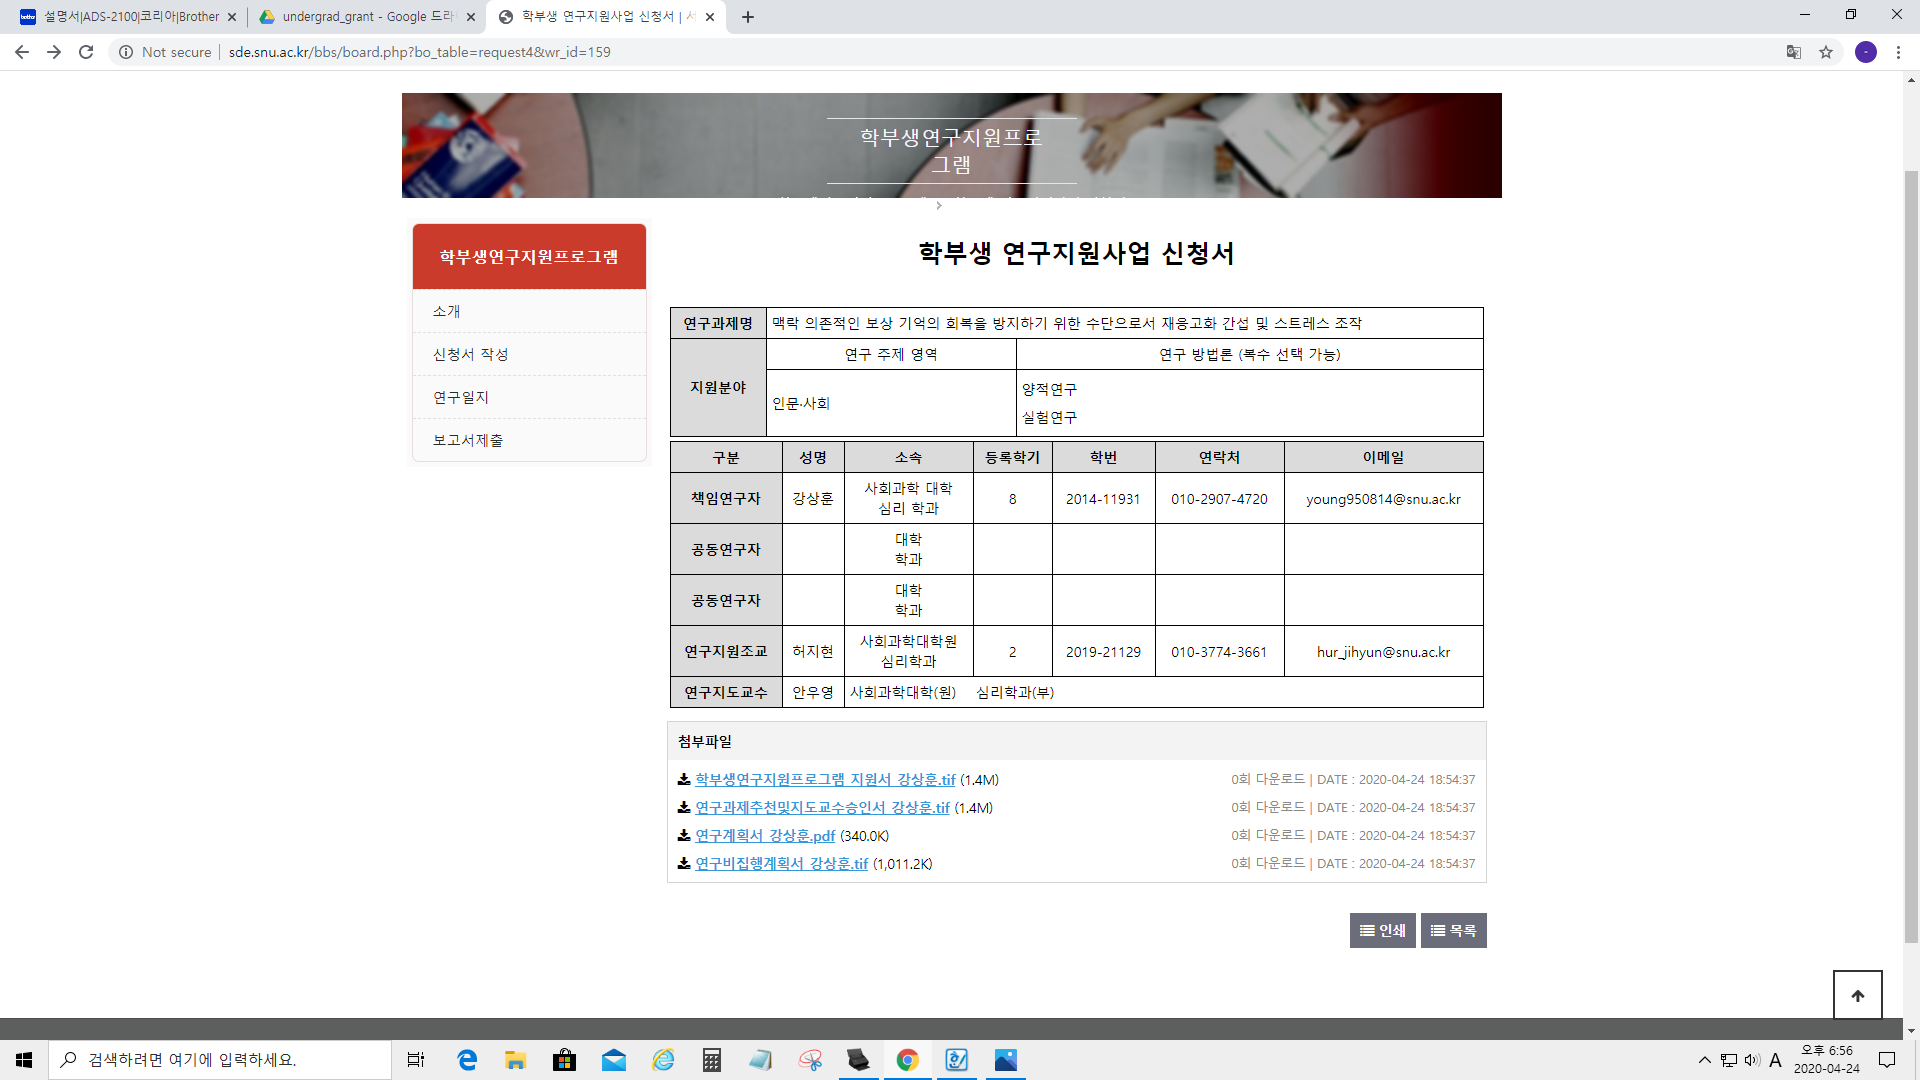 설명서|ADS-2100|코리아|Brother
undergrad_grant - Google 드라
학부생 연구지원사업 신청서 | 서
Not secure
sde.snu.ac.kr/bbs/board.php?bo_table=request4&wr_id=159
학부생연구지원프로
그램
학부생연구지원프로그램
소개
신청서 작성
연구일지
보고서제출
학부생 연구지원사업 신청서
연구과제명 맥락 의존적인 보상 기억의 회복을 방지하기 위한 수단으로서 재응고화 간섭 및 스트레스 조작
지원분야 연구 주제 영역 연구 방법론 (복수 선택 가능)
인문·사회 양적연구
실험연구
구분 성명 소속 등록학기 학번 연락처 이메일
책임연구자 강상훈 사회과학 대학 8 2014-11931 010-2907-4720 young950814@snu.ac.kr
심리 학과
공동연구자 대학
학과
공동연구자 대학
학과
연구지원조교 허지현 사회과학대학원 2 2019-21129 010-3774-3661 hur_jihyun@snu.ac.kr
심리학과
연구지도교수 안우영 사회과학대학(원) 심리학과(부)
첨부파일
학부생연구지원프로그램_지원서_강상훈.tif (1.4M) 0회 다운로드 | DATE : 2020-04-24 18:54:37
연구과제추천및지도교수승인서_강상훈.tif (1.4M) 0회 다운로드 | DATE : 2020-04-24 18:54:37
연구계획서_강상훈.pdf (340.0K) 0회 다운로드 | DATE : 2020-04-24 18:54:37
연구비집행계획서_강상훈.tif (1,011.2K) 0회 다운로드 | DATE : 2020-04-24 18:54:37
인쇄 목록
검색하려면 여기에 입력하세요.
A
오후 6:56
2020-04-24